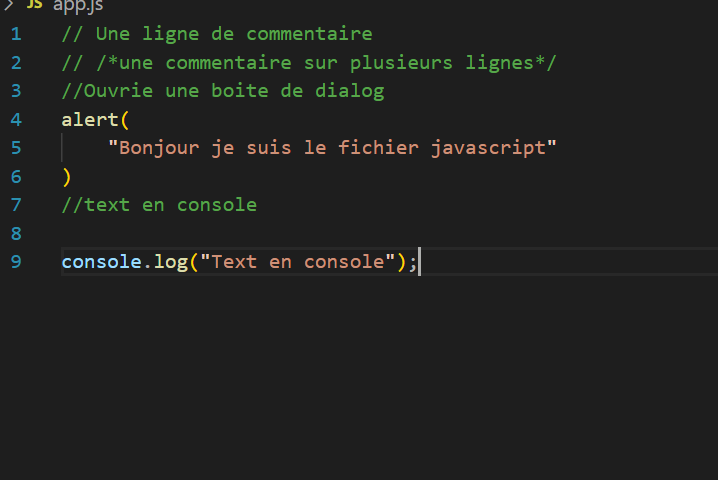 > JS app.js
1 // Une ligne de commentaire
2 // /*une commentaire sur plusieurs lignes*/
3 //Ouvrie une boite de dialog
4 alert(
5 "Bonjour je suis le fichier javascript"
6 )
7 //text en console
8
9 console.log("Text en console");